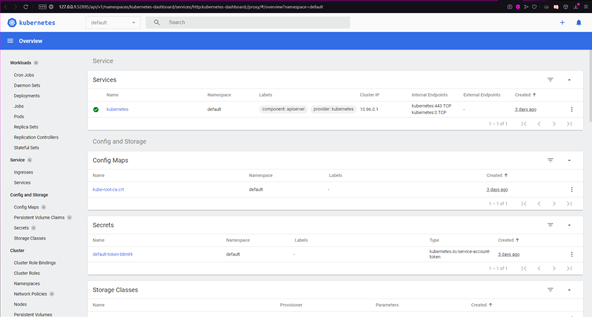 127.0.0.1:52895/api/v1/namespaces/kubernetes-dashboard/services/http:kubernetes-dashboard:/proxy/#/overview?namespace=default
kubernetes
default
Search
Overview
Workloads N
Cron Jobs
Daemon Sets
Deployments
Jobs
Pods
Replica Sets
Replication Controllers
Stateful Sets
Service N
Ingresses
Services
Config and Storage
Config Maps N
Persistent Volume Claims N
Secrets N
Storage Classes
Cluster
Cluster Role Bindings
Cluster Roles
Namespaces
Network Policies N
Nodes
Persistent Volumes
Service
Services
Name Namespace Labels Cluster IP Internal Endpoints External Endpoints Created
kubernetes default component: apiserver provider: kubernetes 10.96.0.1 kubernetes:443 TCP - 3 days ago
kubernetes:0 TCP
1 – 1 of 1
Config and Storage
Config Maps
Name Namespace Labels Created
kube-root-ca.crt default - 3 days ago
1 – 1 of 1
Secrets
Name Namespace Labels Type Created
default - kubernetes.io/service-account- 3 days ago
token
1 – 1 of 1
Storage Classes
Name Provisioner Parameters Created